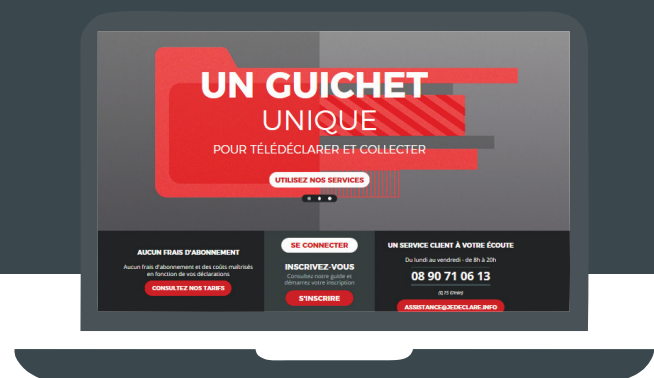 UN GUICHET
UNIQUE
POUR TÉLÉDÉCLARER ET COLLECTER
UTILISEZ NOS SERVICES
AUCUN FRAIS D'ABONNEMENT
Aucun frais d'abonnement et des coûts maîtrisés
en fonction de vos déclarations
CONSULTEZ NOS TARIFS
SE CONNECTER
INSCRIVEZ-VOUS
Consultez notre guide et
démarrez votre inscription
S'INSCRIRE
UN SERVICE CLIENT À VOTRE ÉCOUTE
Du lundi au vendredi - de 8h à 20h
08 90 71 06 13
ASSISTANCE@JEDECLARE.INFO